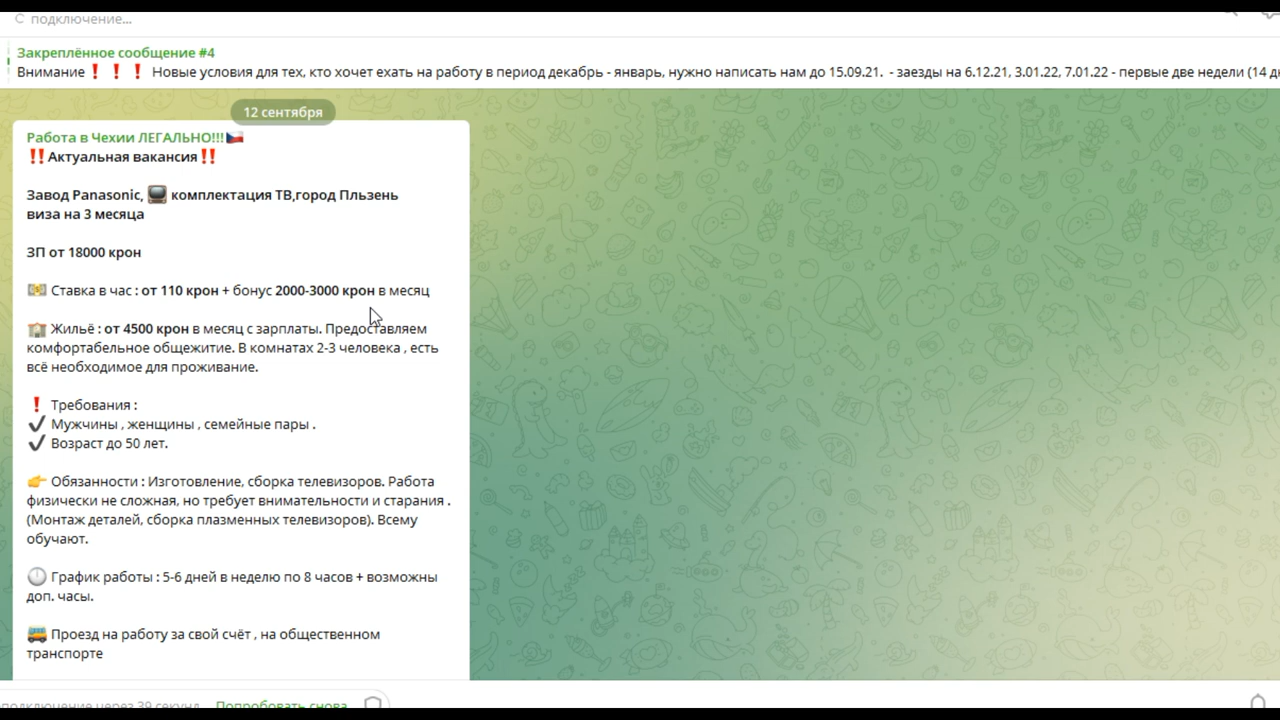 подключение...
Закреплённое сообщение #4
Внимание❗❗❗ Новые условия для тех, кто хочет ехать на работу в период декабрь - январь, нужно написать нам до 15.09.21. - заезды на 6.12.21, 3.01.22, 7.01.22 - первые две недели (14
12 сентября
Работа в Чехии ЛЕГАЛЬНО!!!🇨🇿
‼️Актуальная вакансия‼️
Завод Panasonic, 📺 комплектация ТВ,город Пльзень
виза на 3 месяца
ЗП от 18000 крон
💵 Ставка в час : от 110 крон + бонус 2000-3000 крон в месяц
🏫 Жильё : от 4500 крон в месяц с зарплаты. Предоставляем
комфортабельное общежитие. В комнатах 2-3 человека , есть
всё необходимое для проживание.
❗ Требования :
✔ Мужчины , женщины , семейные пары .
✔ Возраст до 50 лет.
👉 Обязанности : Изготовление, сборка телевизоров. Работа
физически не сложная, но требует внимательности и старания .
(Монтаж деталей, сборка плазменных телевизоров). Всему
обучают.
🕛 График работы : 5-6 дней в неделю по 8 часов + возможны
доп. часы.
🚌 Проезд на работу за свой счёт , на общественном
транспорте
подключение через 39 секунд Попробовать снова